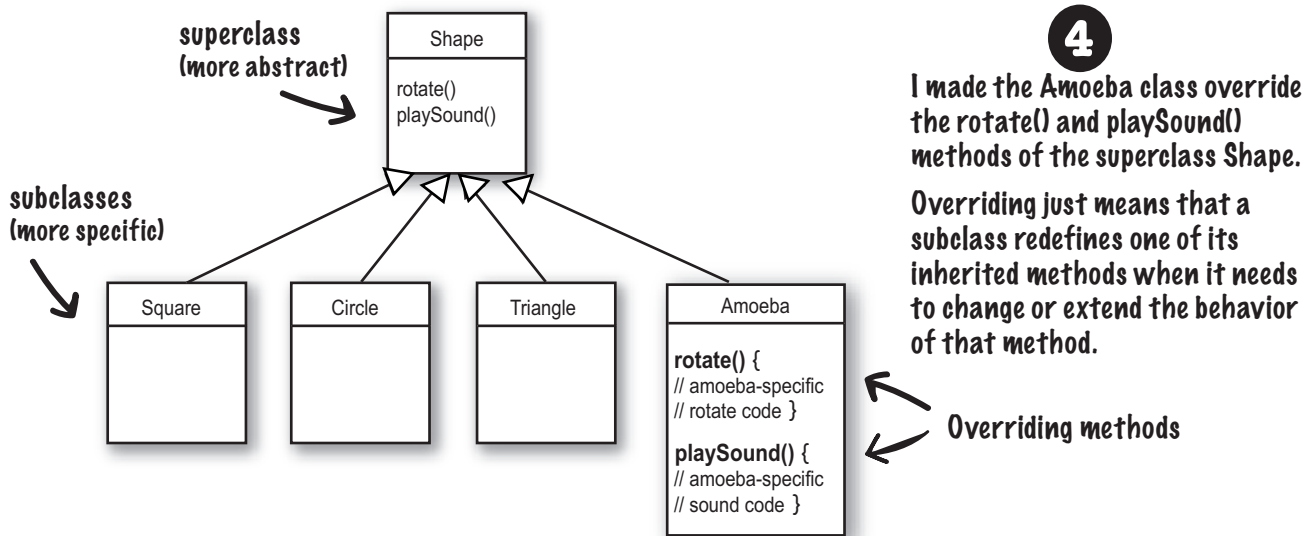 superclass
(more abstract)
Shape
rotate()
playSound()
4
I made the Amoeba class override
the rotate() and playSound()
methods of the superclass Shape.
Overriding just means that a
subclass redefines one of its
inherited methods when it needs
to change or extend the behavior
of that method.
subclasses
(more specific)
Square
Circle
Triangle
Amoeba
rotate() {
// amoeba-specific
// rotate code }
playSound() {
// amoeba-specific
// sound code }
Overriding methods